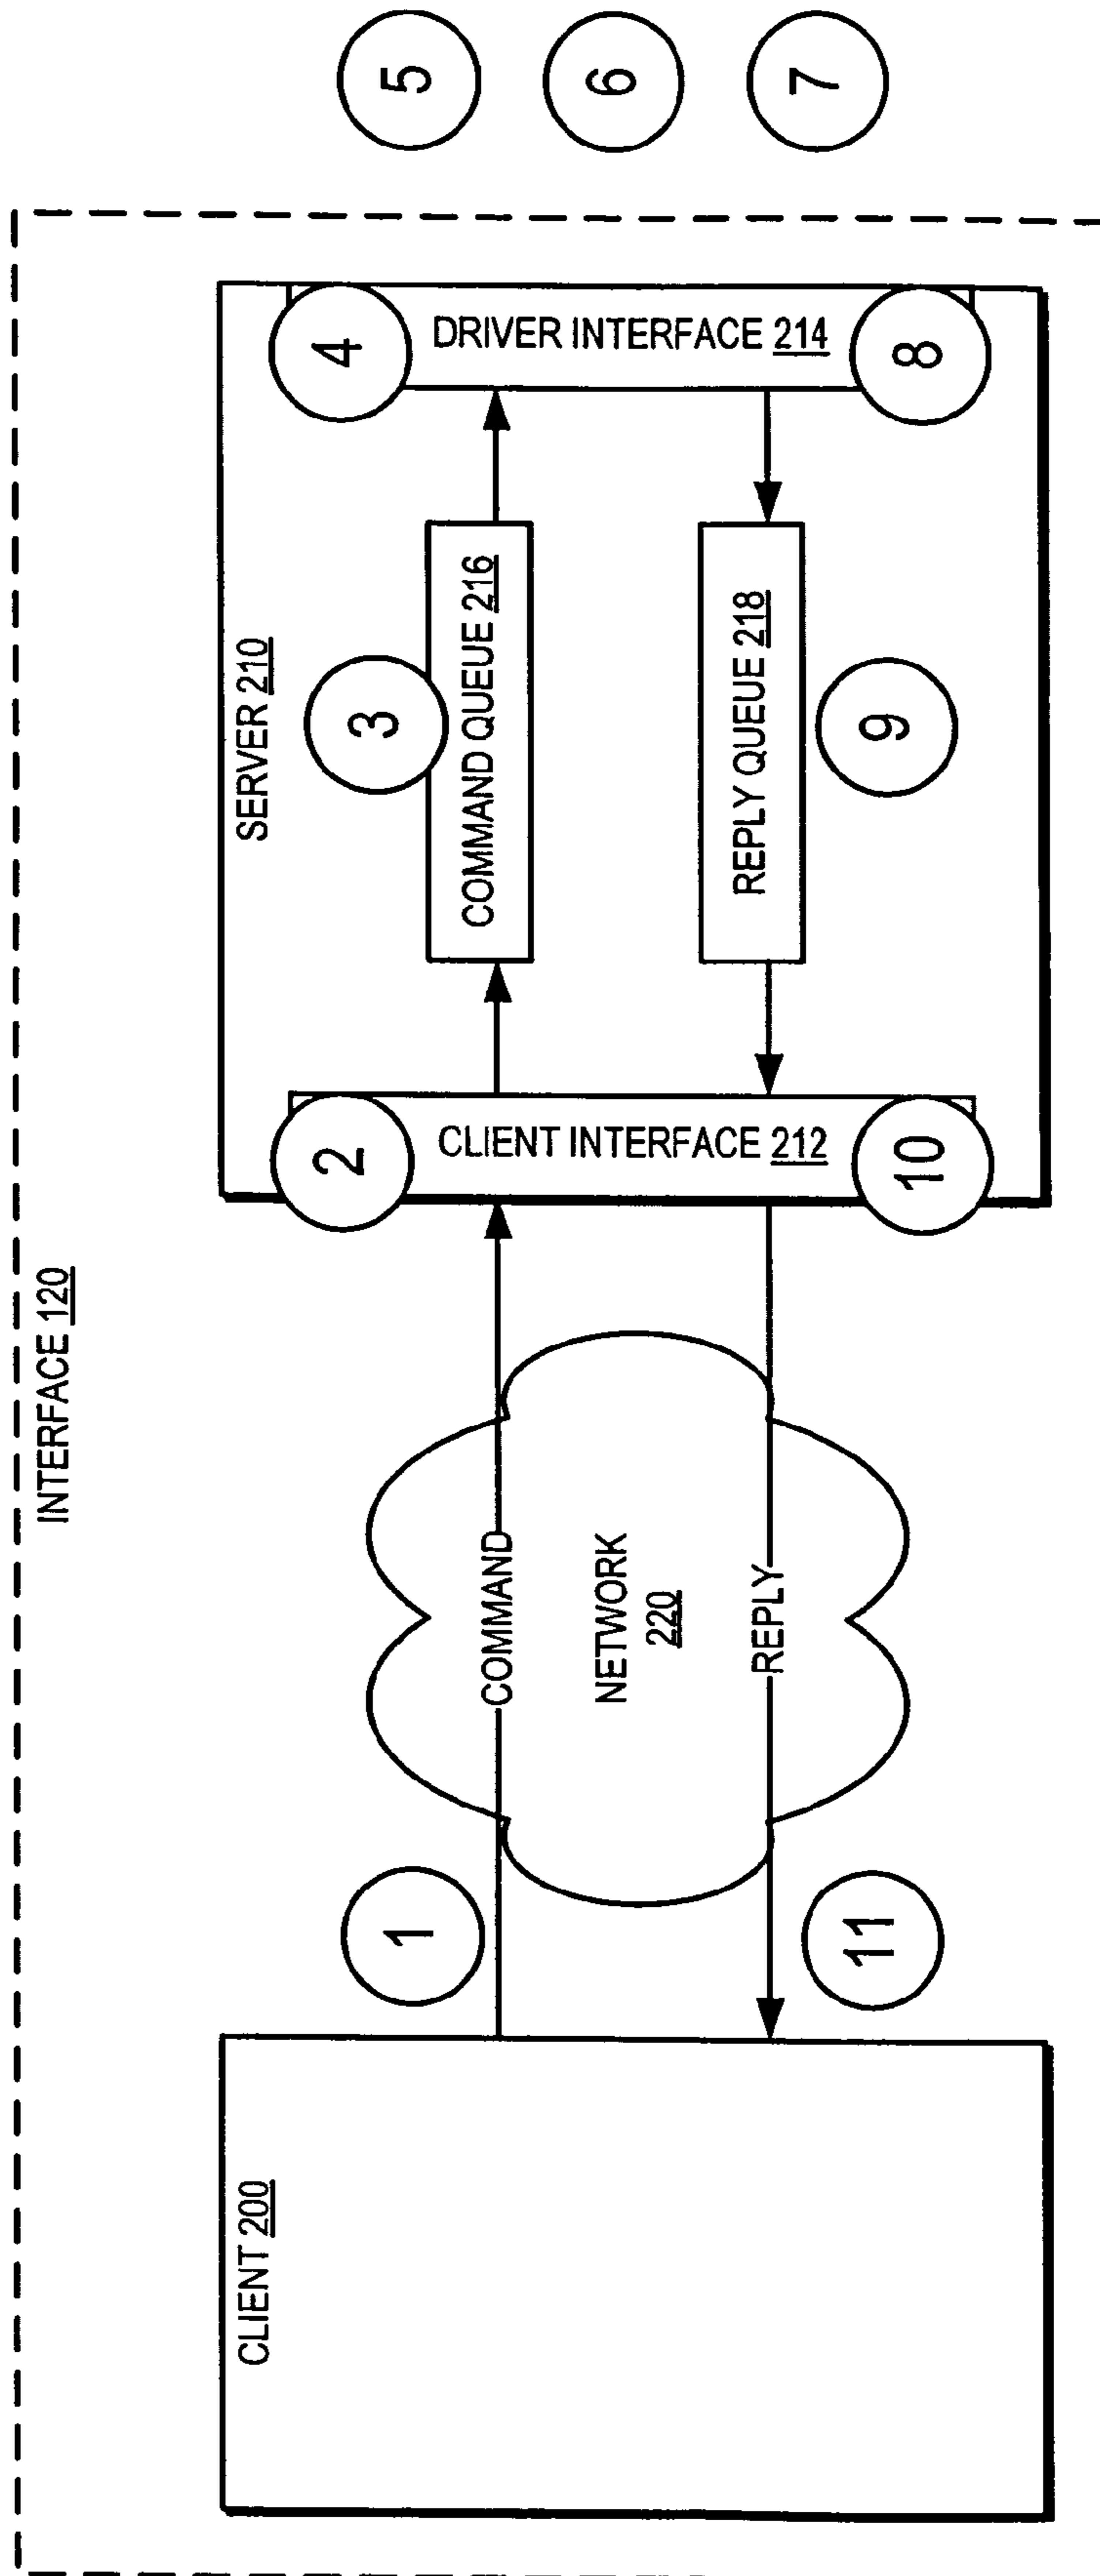 INTERFACE 120
CLIENT 200
1
COMMAND
NETWORK
220
REPLY
11
SERVER 210
2
CLIENT INTERFACE 212
10
3
COMMAND QUEUE 216
REPLY QUEUE 218
9
4
DRIVER INTERFACE 214
8
5
6
7